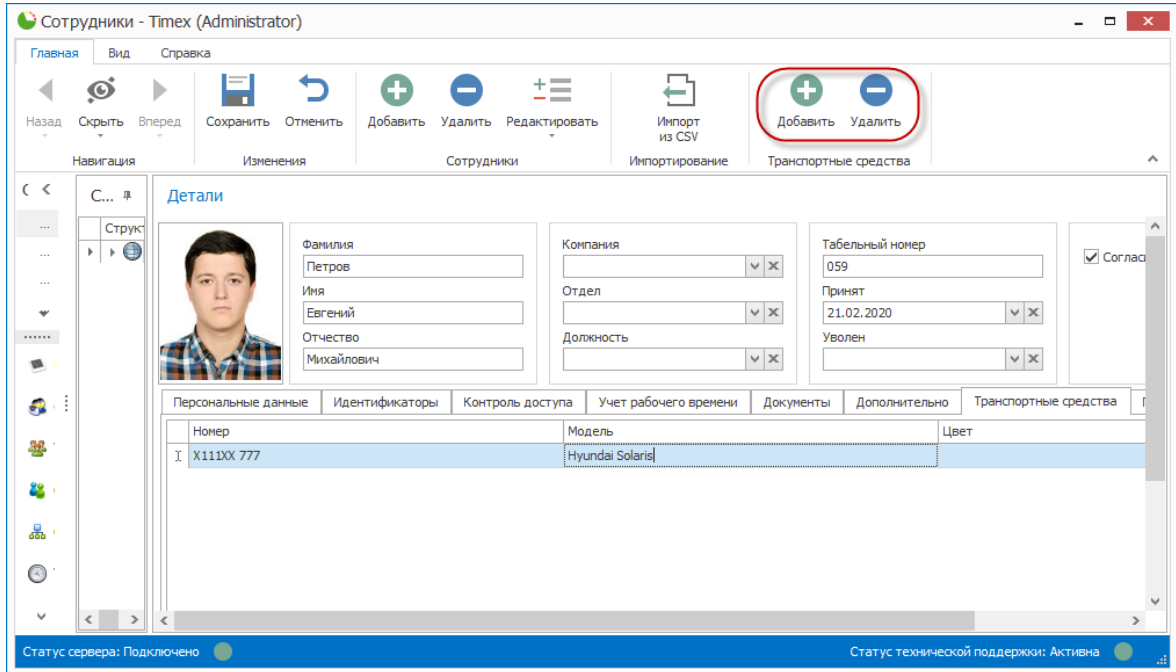 Сотрудники - Timex (Administrator)
Главная Вид Справка
Назад Скрыть Вперед Сохранить Отменить Добавить Удалить Редактировать Импорт из CSV Добавить Удалить
Навигация Изменения Сотрудники Импортирование Транспортные средства
С... Детали
Струк
Фамилия Компания Табельный номер
Петров 059 Соглас
Имя Отдел Принят
Евгений 21.02.2020
Отчество Должность Уволен
Михайлович
Персональные данные Идентификаторы Контроль доступа Учет рабочего времени Документы Дополнительно Транспортные средства
Номер Модель Цвет
X111XX 777 Hyundai Solaris
Статус сервера: Подключено Статус технической поддержки: Активна